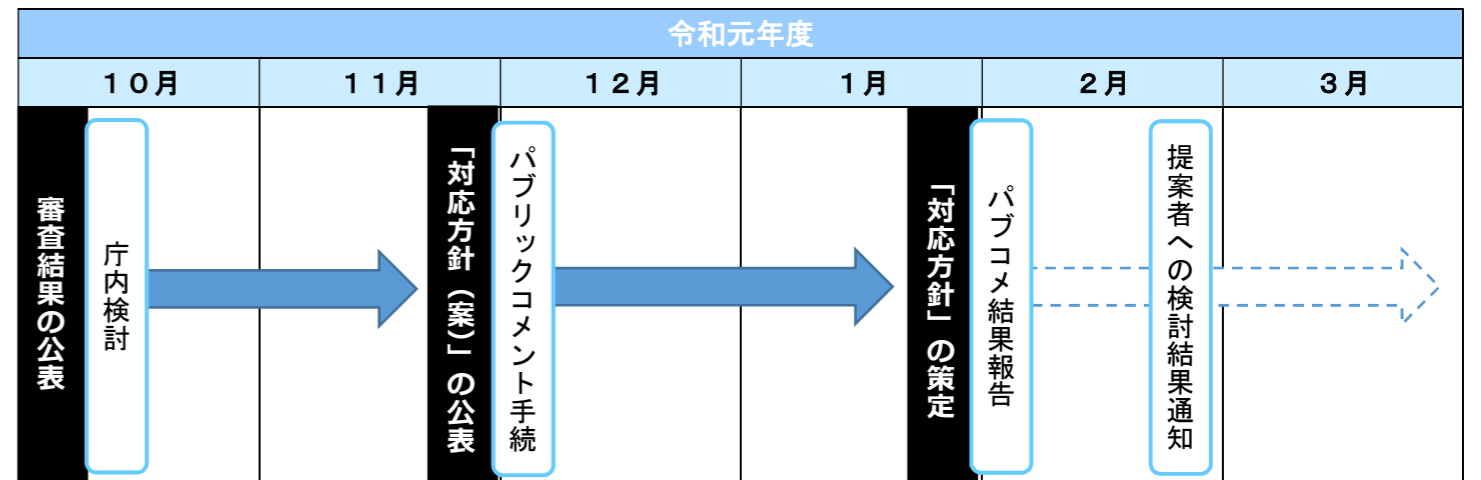 令和元年度
１０月
１１月
１２月
１月
２月
３月
審査結果の公表
庁内検討
「対応方針（案）」の公表
パブリックコメント手続
「対応方針」の策定
パブコメ結果報告
提案者への検討結果通知